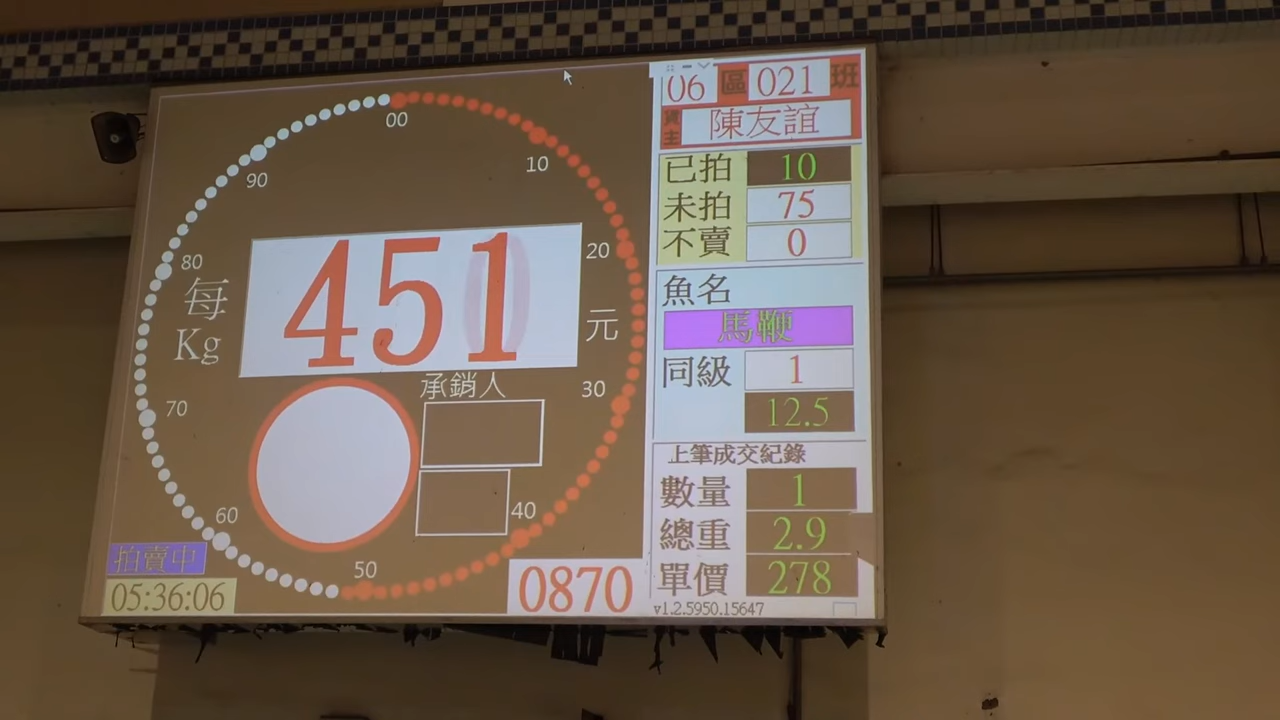 06 區 021 班
貨主 陳友誼
已拍 10
未拍 75
不賣 0
魚名
馬鞭
同級 1
12.5
上筆成交紀錄
數量 1
總重 2.9
單價 278
v1.2.5950.15647
00
10
20
30
40
50
60
70
80
90
每Kg 451 元
承銷人
拍賣中
05:36:06
0870